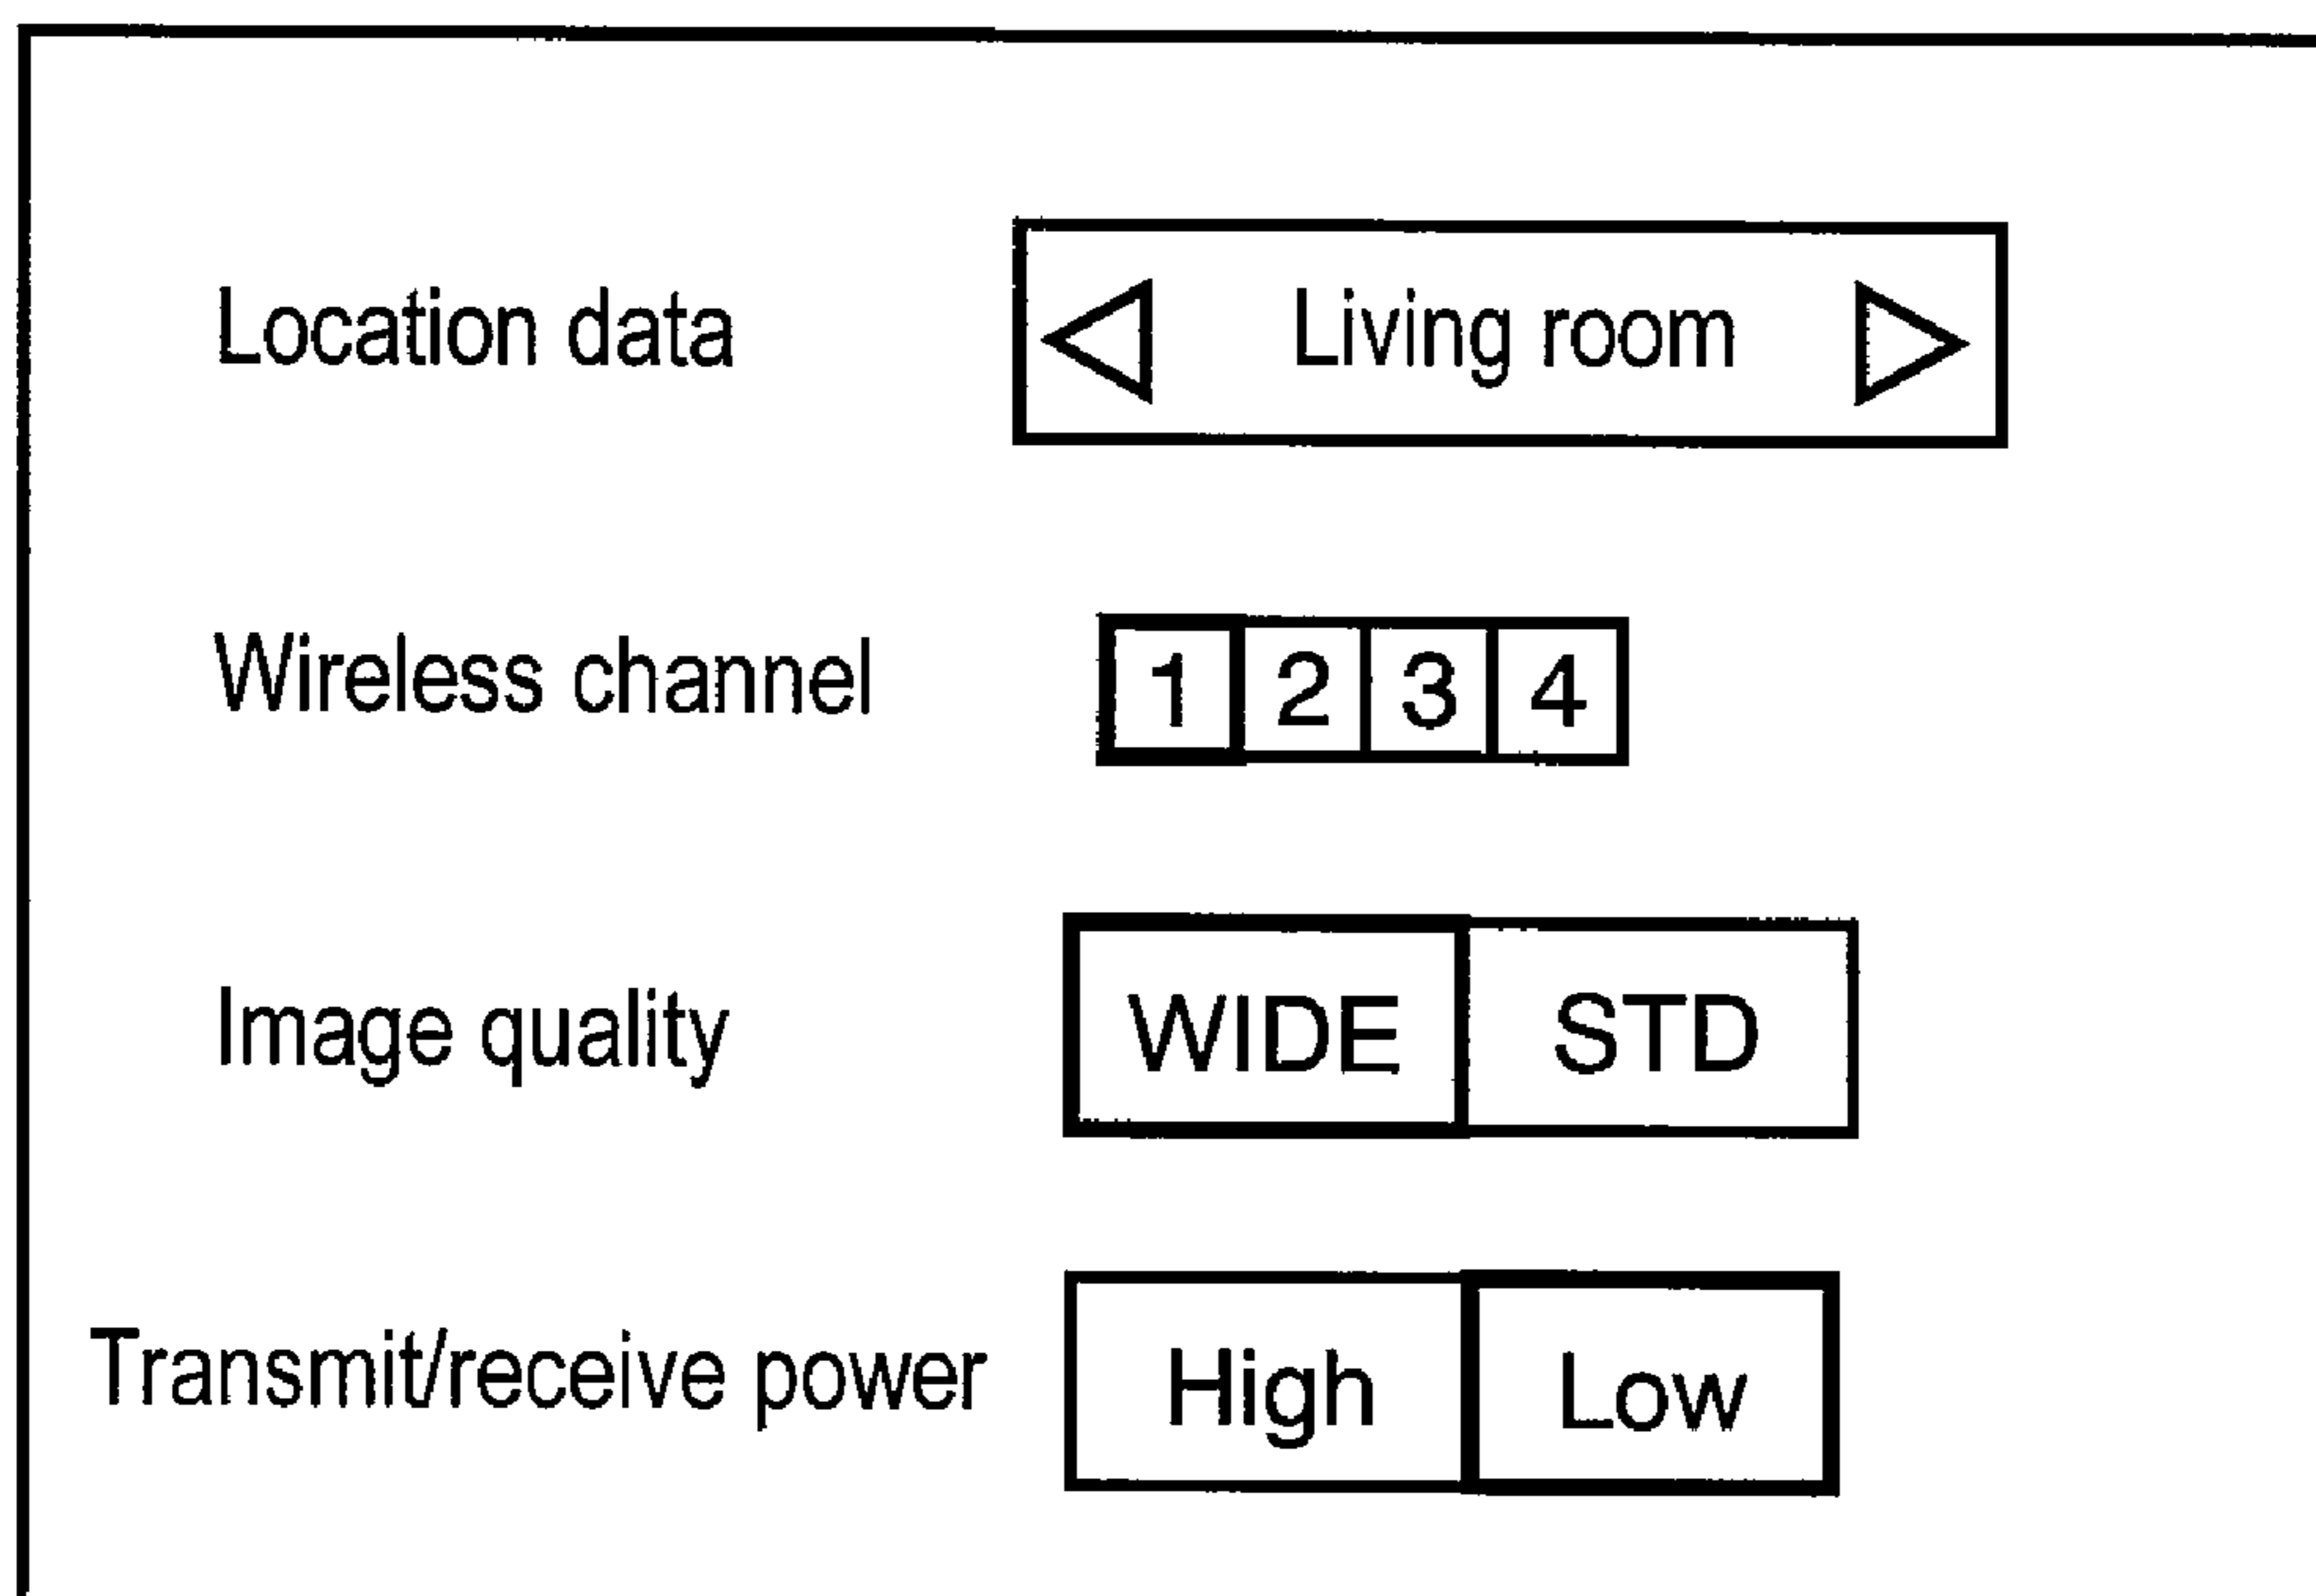 Location data Living room
Wireless channel 1 2 3 4
Image quality WIDE STD
Transmit/receive power High Low